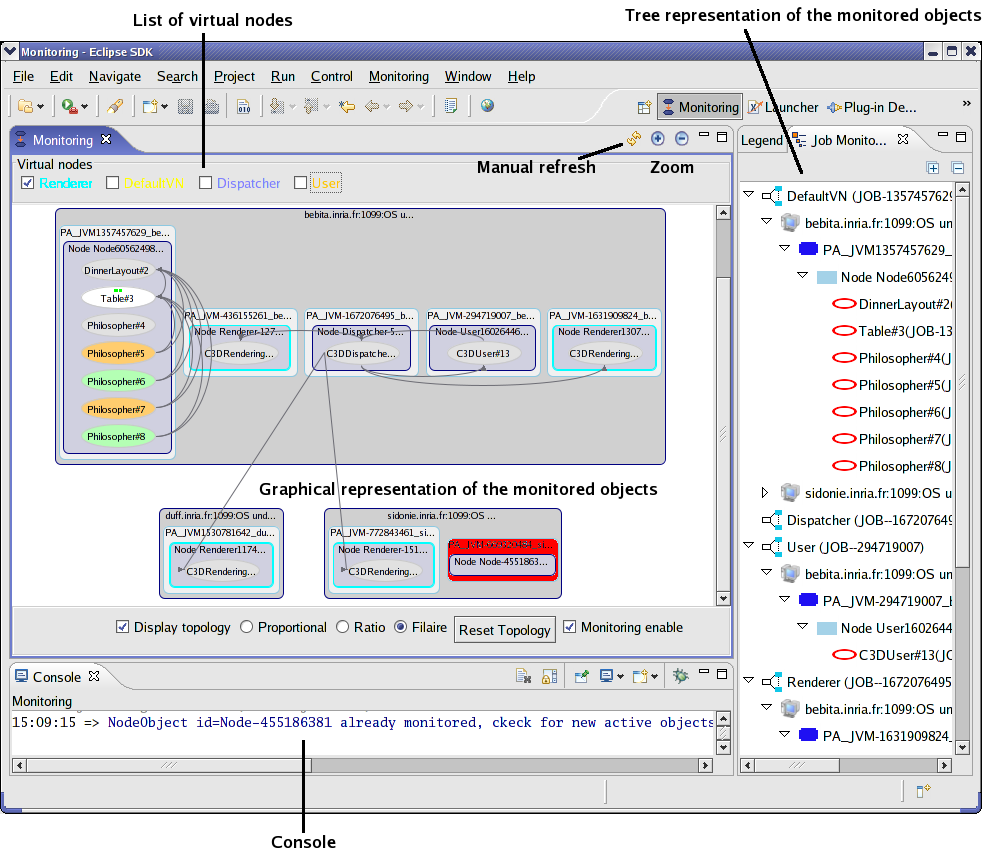 List of virtual nodes
Tree representation of the monitored objects
Monitoring - Eclipse SDK
File Edit Navigate Search Project Run Control Monitoring Window Help
Monitoring Launcher Plug-in De... »
Monitoring
Manual refresh
Zoom
Virtual nodes
Renderer DefaultVN Dispatcher User
bebita.inria.fr:1099:OS un...
PA_JVM1357457629_be...
Node Node60562498...
DinnerLayout#2
Table#3
Philosopher#4
Philosopher#5
Philosopher#6
Philosopher#7
Philosopher#8
PA_JVM-436155261_be...
Node Renderer-127...
C3DRendering...
PA_JVM-1672076495_b...
Node Dispatcher-5...
C3DDispatche...
PA_JVM-294719007_be...
Node User16026446...
C3DUser#13
PA_JVM-1631909824_b...
Node Renderer1307...
C3DRendering...
Graphical representation of the monitored objects
duff.inria.fr:1099:OS und...
PA_JVM1530781642_du...
Node Renderer1174...
C3DRendering...
sidonie.inria.fr:1099:OS ...
PA_JVM-772843461_si...
Node Renderer-151...
C3DRendering...
Node Node-4551863...
Display topology Proportional Ratio Filaire Reset Topology Monitoring enable
Legend Job Monito...
DefaultVN (JOB-1357457629
bebita.inria.fr:1099:OS un
PA_JVM1357457629_
Node Node6056249
DinnerLayout#2(
Table#3(JOB-13
Philosopher#4(J
Philosopher#5(J
Philosopher#6(J
Philosopher#7(J
Philosopher#8(J
sidonie.inria.fr:1099:OS u
Dispatcher (JOB--167207649
User (JOB--294719007)
bebita.inria.fr:1099:OS un
PA_JVM-294719007_b
Node User1602644
C3DUser#13(JO
Renderer (JOB--1672076495
bebita.inria.fr:1099:OS un
PA_JVM-1631909824_
Console
Monitoring
15:09:15 => NodeObject id=Node-455186381 already monitored, ckeck for new active objects
Console